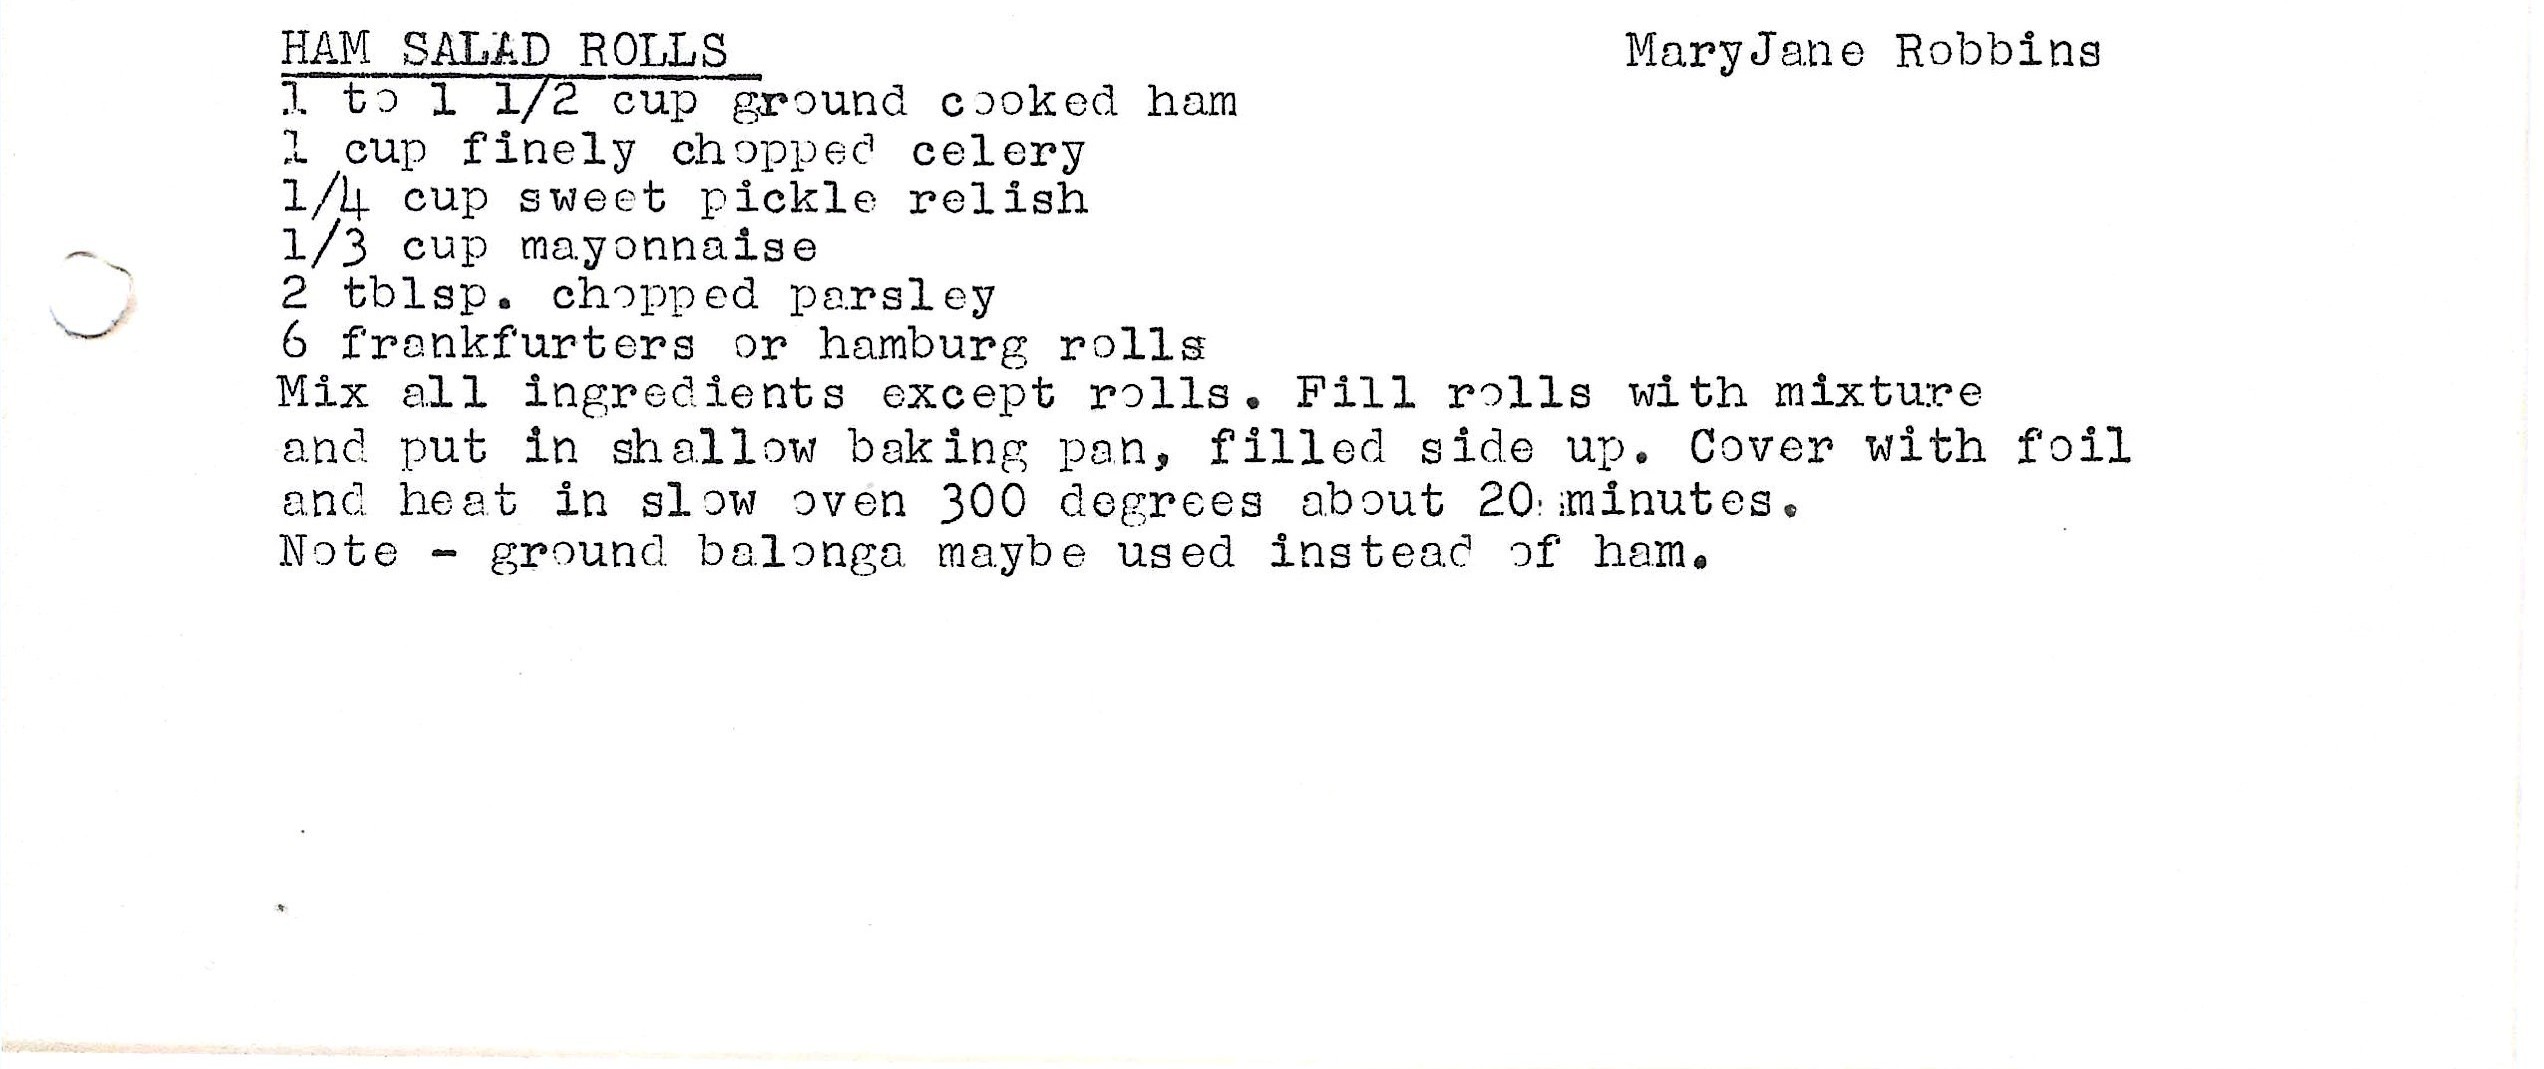 HAM SALAD ROLLS MaryJane Robbins
1 to 1 1/2 cup ground cooked ham
1 cup finely chopped celery
1/4 cup sweet pickle relish
1/3 cup mayonnaise
2 tblsp. chopped parsley
6 frankfurters or hamburg rolls
Mix all ingredients except rolls. Fill rolls with mixture
and put in shallow baking pan, filled side up. Cover with foil
and heat in slow oven 300 degrees about 20 minutes.
Note - ground balonga maybe used instead of ham.